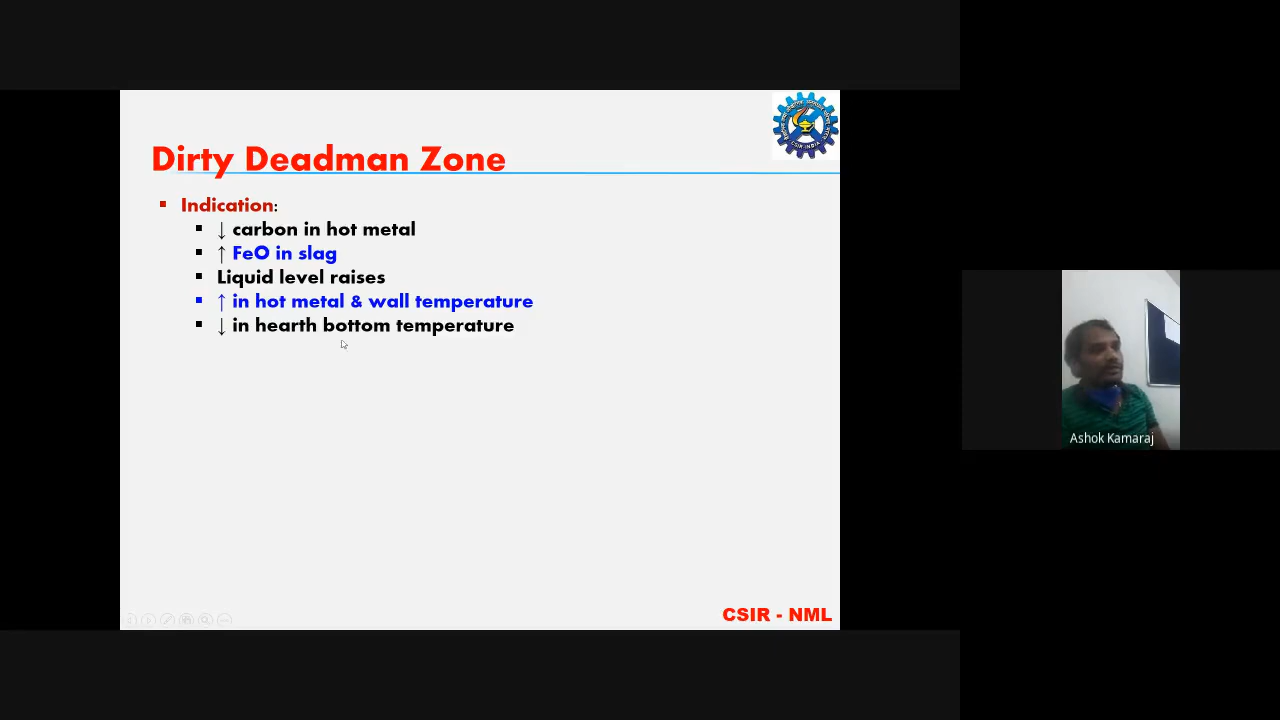 Dirty Deadman Zone
▪ Indication:
▪ ↓ carbon in hot metal
▪ ↑ FeO in slag
▪ Liquid level raises
▪ ↑ in hot metal & wall temperature
▪ ↓ in hearth bottom temperature
CSIR - NML
Ashok Kamaraj